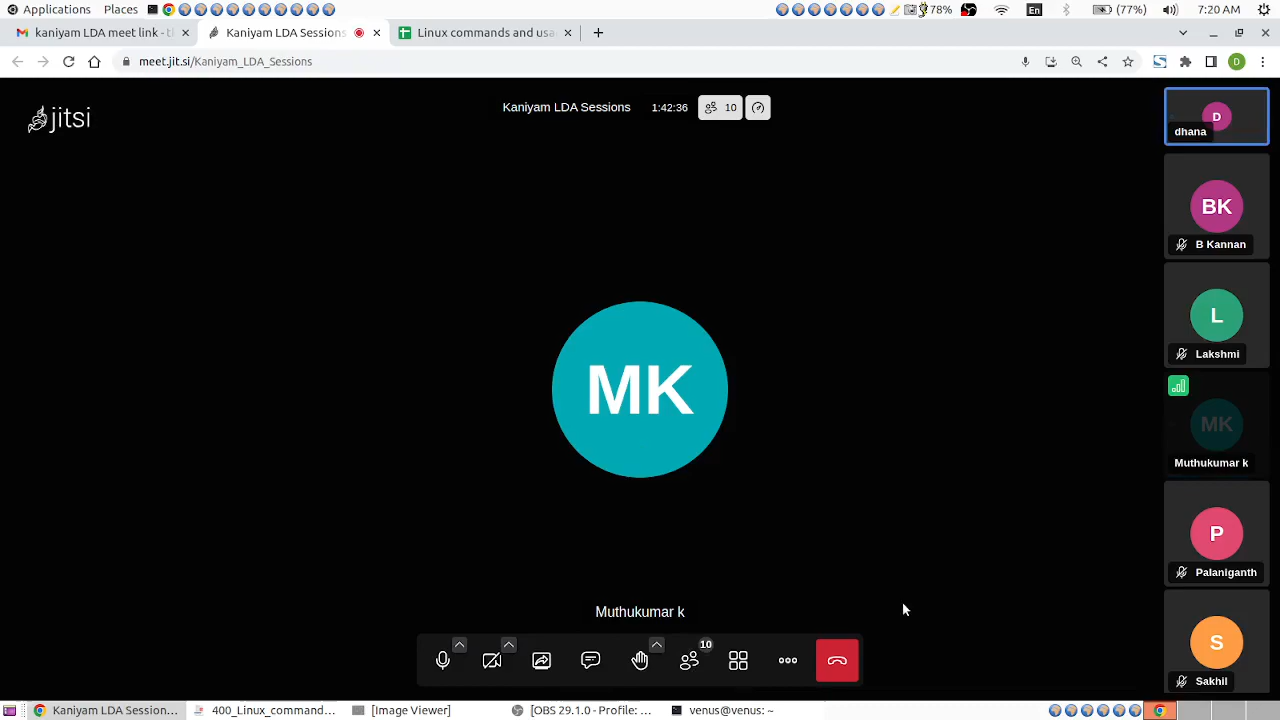 Applications Places 78% En (77%) 7:20 AM
kaniyam LDA meet link - t
Kaniyam LDA Sessions
Linux commands and usa
meet.jit.si/Kaniyam_LDA_Sessions
D
jitsi
Kaniyam LDA Sessions 1:42:36 10
D
dhana
BK
B Kannan
L
Lakshmi
MK
Muthukumar k
P
Palaniganth
S
Sakhil
MK
Muthukumar k
10
Kaniyam LDA Session...
400_Linux_command...
[Image Viewer]
[OBS 29.1.0 - Profile: ...
venus@venus: ~